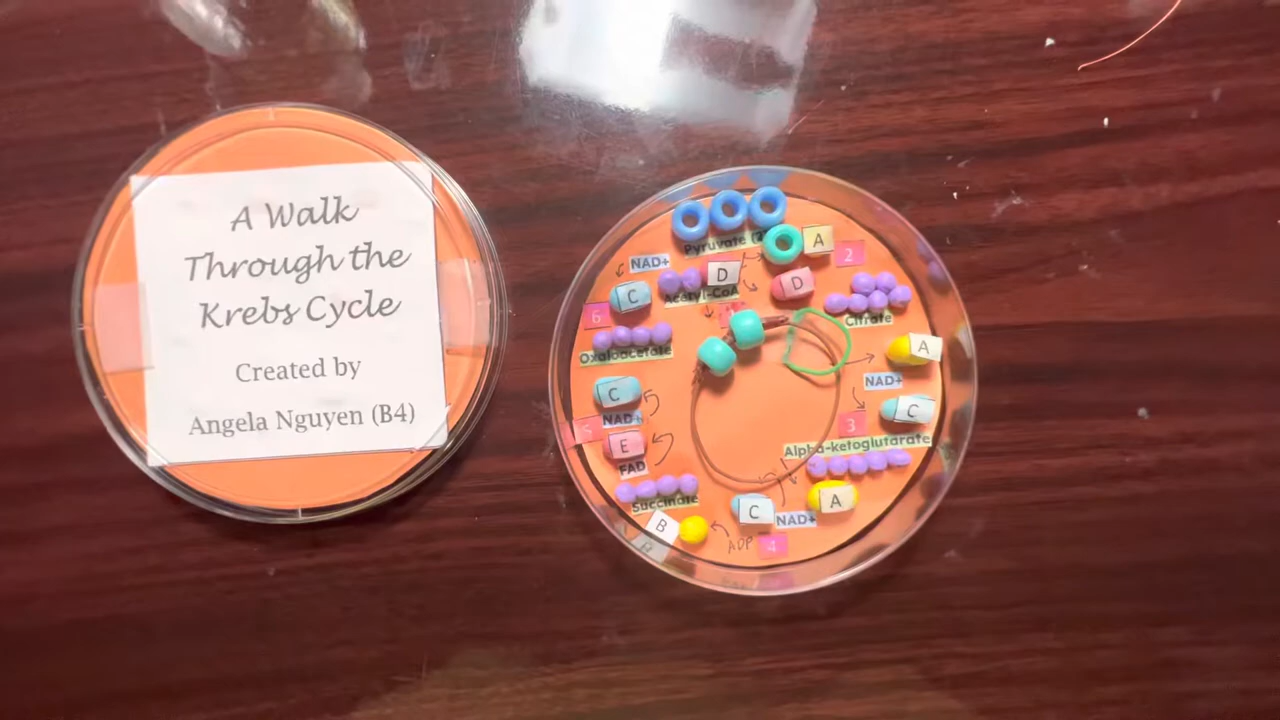 A Walk
Through the
Krebs Cycle
Created by
Angela Nguyen (B4)
Pyruvate
A
2
NAD+
D
Acetyl-CoA
D
C
6
Citrate
Oxaloacetate
A
NAD+
C
C
NAD+
3
E
Alpha-ketoglutarate
FAD
A
Succinate
C
NAD+
B
ADP
4